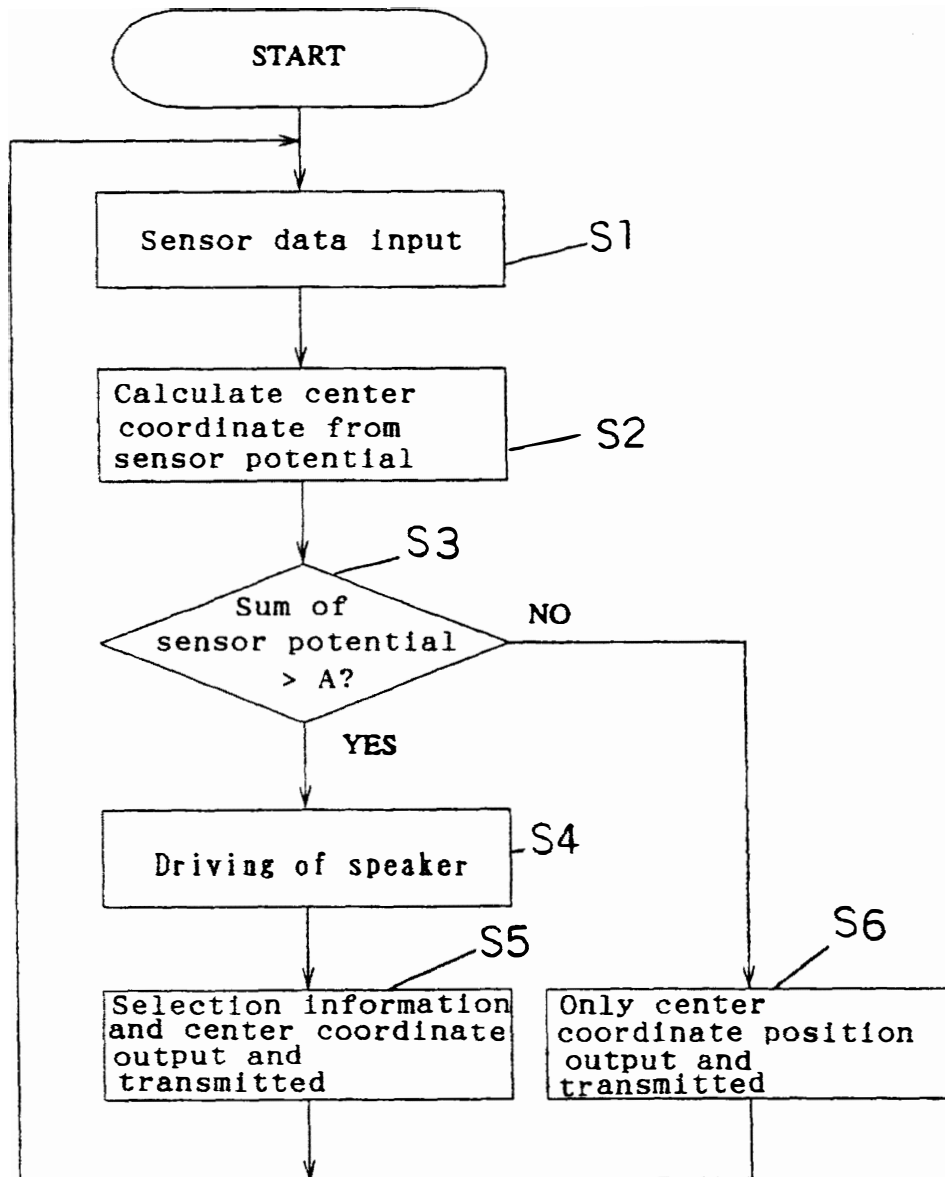 START
Sensor data input
S1
Calculate center
coordinate from
sensor potential
S2
S3
Sum of
sensor potential
> A?
NO
YES
Driving of speaker
S4
S5
Selection information
and center coordinate
output and
transmitted
S6
Only center
coordinate position
output and
transmitted